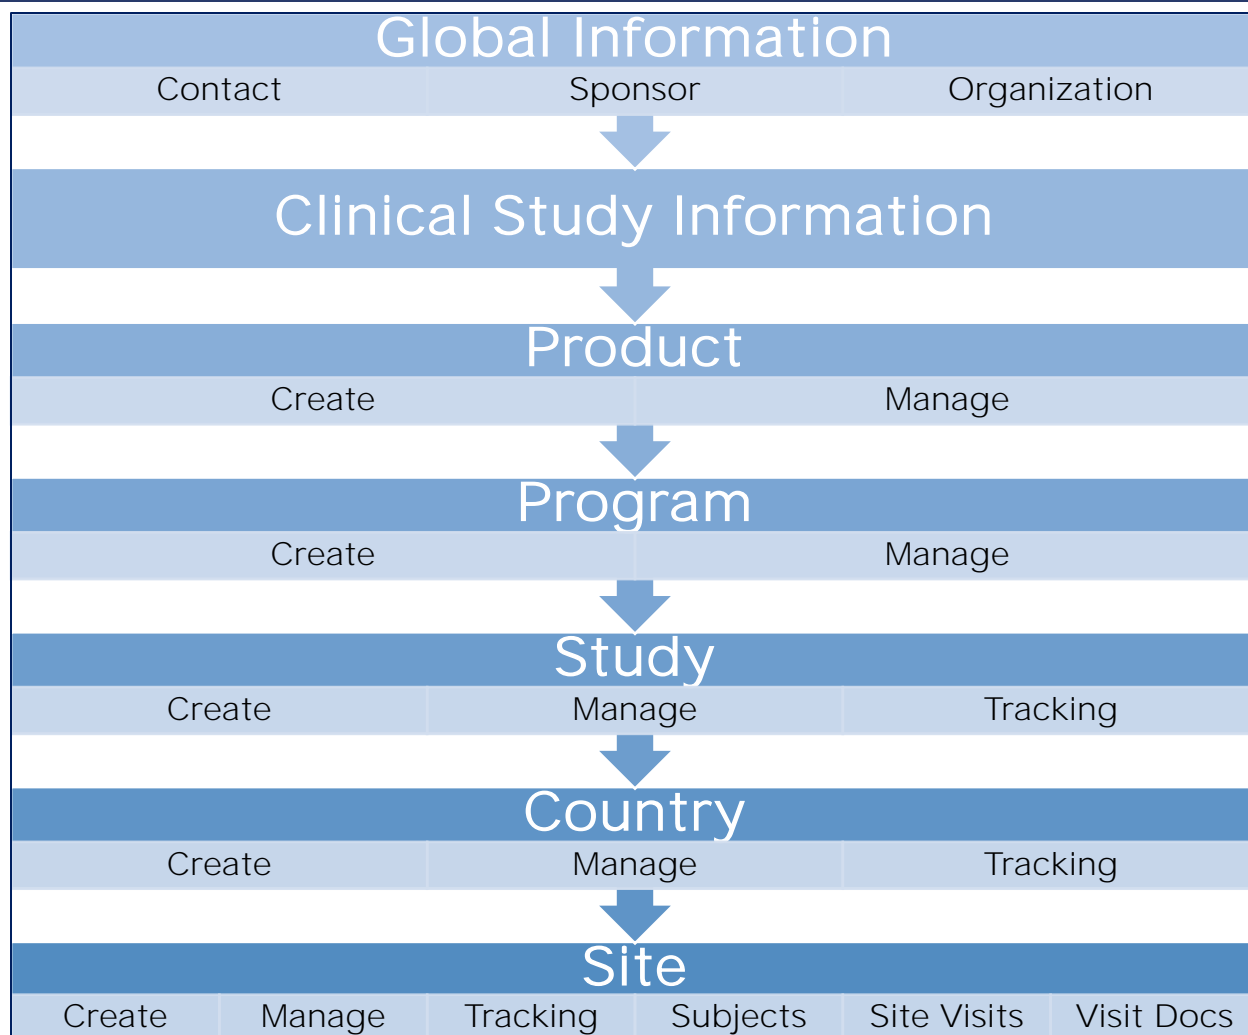 Global Information
Contact Sponsor Organization
Clinical Study Information
Product
Create Manage
Program
Create Manage
Study
Create Manage Tracking
Country
Create Manage Tracking
Site
Create Manage Tracking Subjects Site Visits Visit Docs